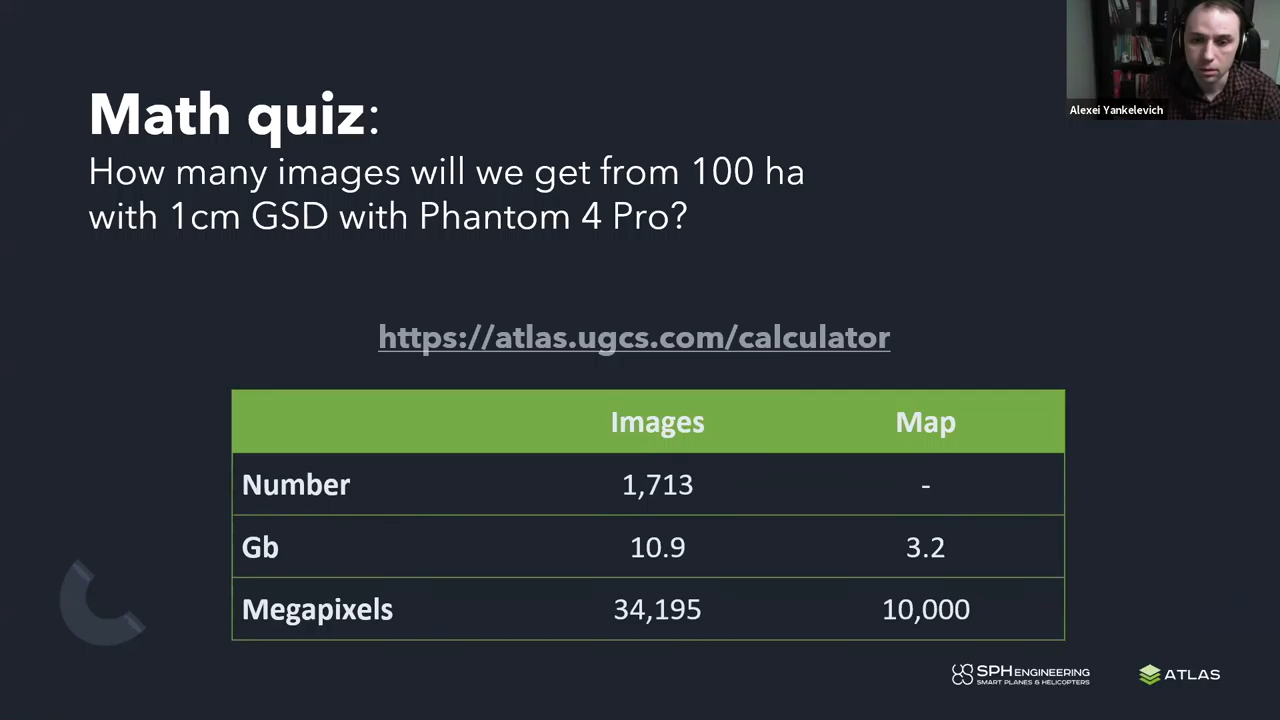 Alexei Yankelevich
Math quiz:
How many images will we get from 100 ha
with 1cm GSD with Phantom 4 Pro?
https://atlas.ugcs.com/calculator
Images Map
Number 1,713 -
Gb 10.9 3.2
Megapixels 34,195 10,000
SPH ENGINEERING
SMART PLANES & HELICOPTERS
ATLAS